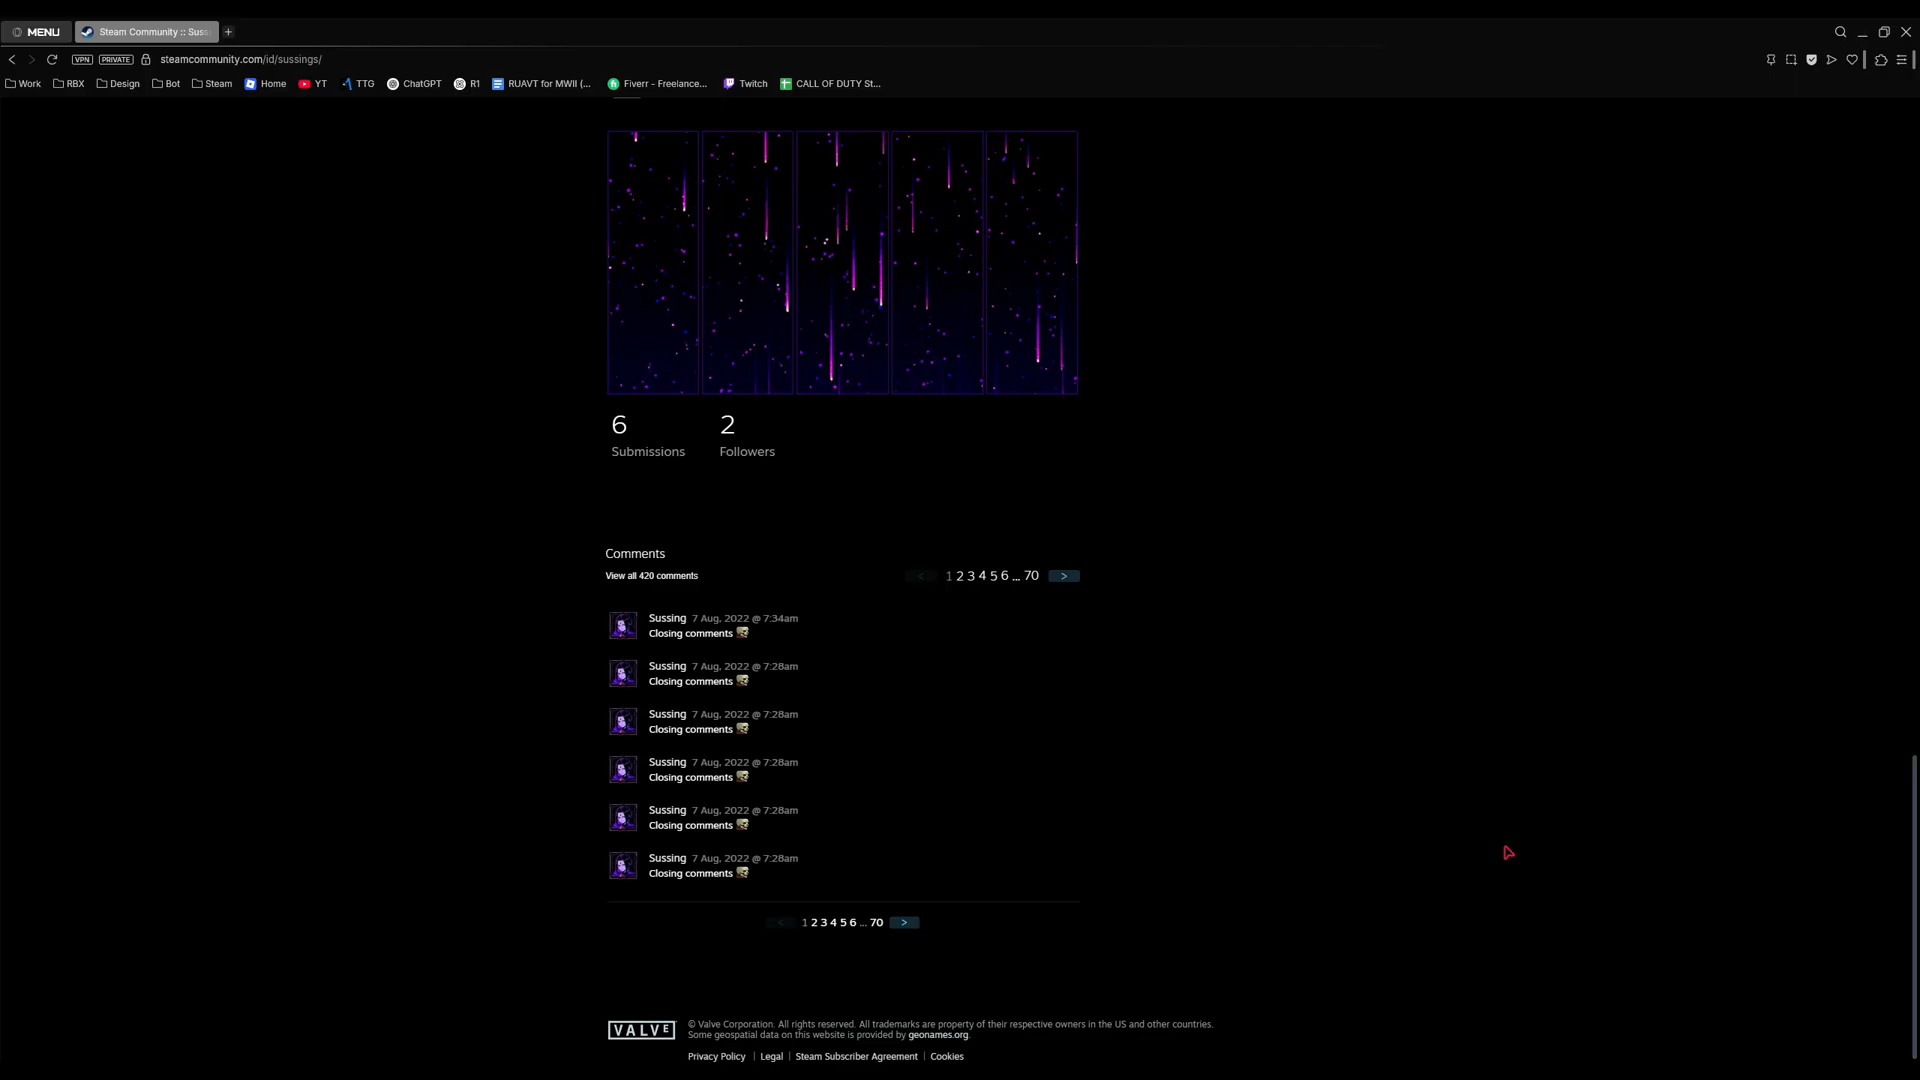 MENU
Steam Community :: Suss
VPN PRIVATE steamcommunity.com/id/sussings/
Work RBX Design Bot Steam Home YT TTG ChatGPT R1 RUAVT for MWII (... Fiverr - Freelance... Twitch CALL OF DUTY St...
6 2
Submissions Followers
Comments
View all 420 comments < 1 2 3 4 5 6 ... 70 >
Sussing 7 Aug, 2022 @ 7:34am
Closing comments
Sussing 7 Aug, 2022 @ 7:28am
Closing comments
Sussing 7 Aug, 2022 @ 7:28am
Closing comments
Sussing 7 Aug, 2022 @ 7:28am
Closing comments
Sussing 7 Aug, 2022 @ 7:28am
Closing comments
Sussing 7 Aug, 2022 @ 7:28am
Closing comments
< 1 2 3 4 5 6 ... 70 >
VALVE © Valve Corporation. All rights reserved. All trademarks are property of their respective owners in the US and other countries.
Some geospatial data on this website is provided by geonames.org.
Privacy Policy | Legal | Steam Subscriber Agreement | Cookies